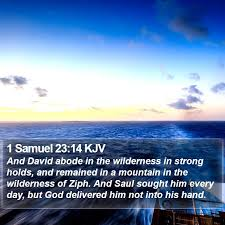 1 Samuel 23:14 KJV
And David abode in the wilderness in strong
holds, and remained in a mountain in the
wilderness of Ziph. And Saul sought him every
day, but God delivered him not into his hand.